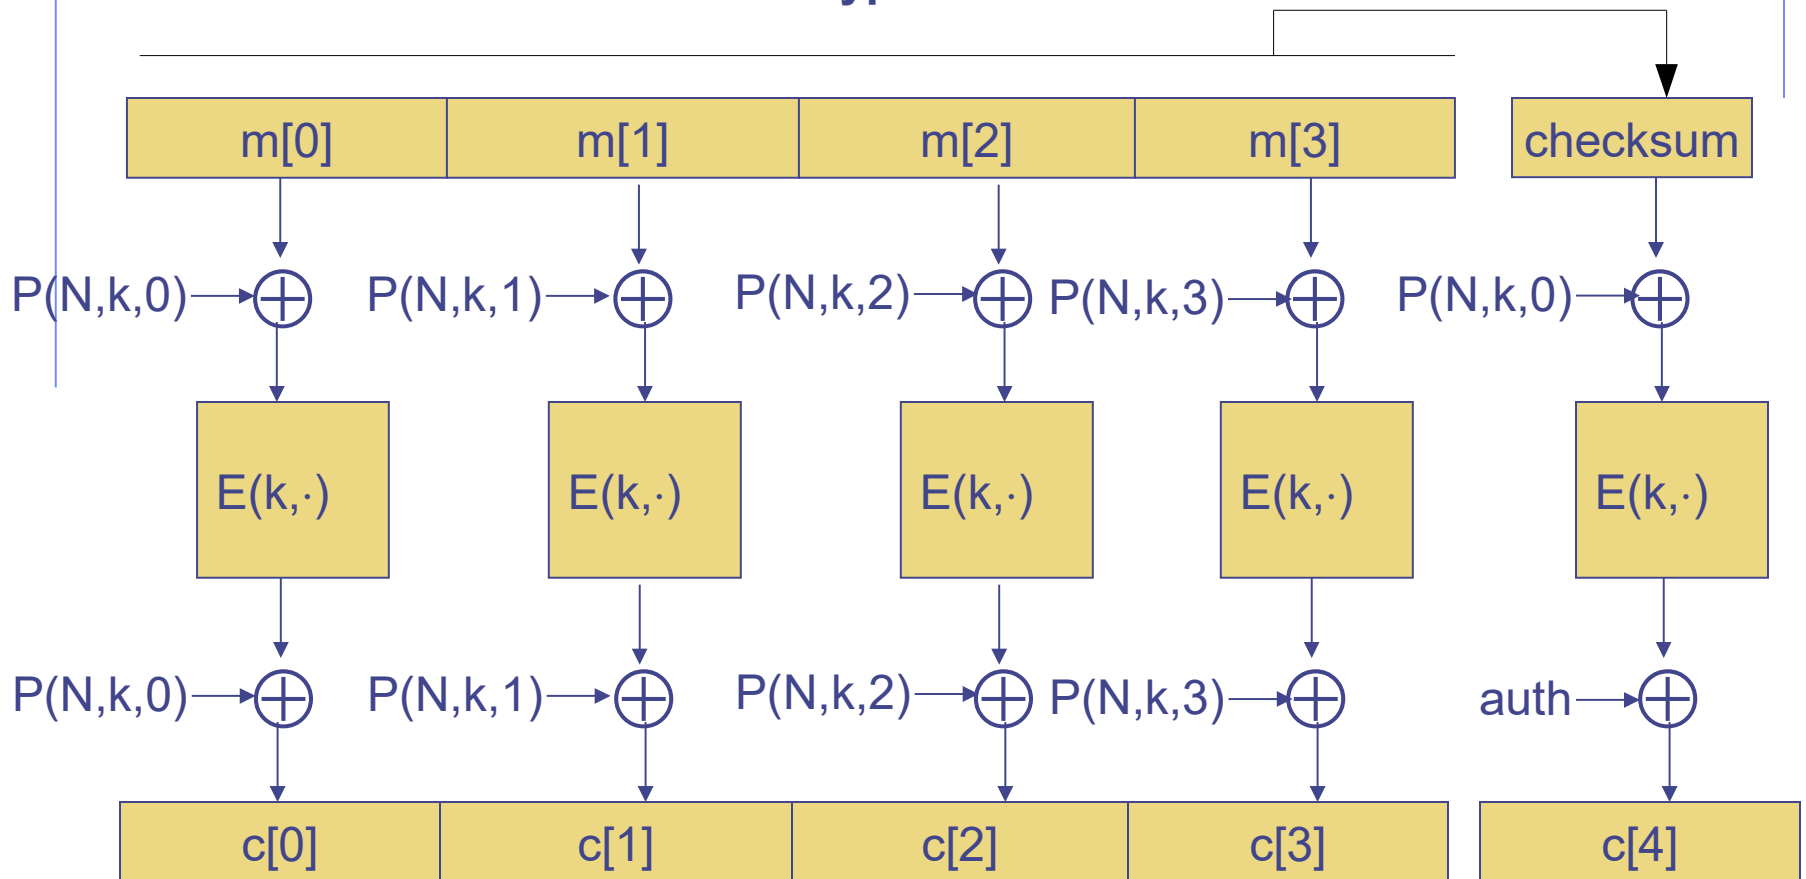 m[0] m[1] m[2] m[3] checksum
P(N,k,0) P(N,k,1) P(N,k,2) P(N,k,3) P(N,k,0)
E(k,·) E(k,·) E(k,·) E(k,·) E(k,·)
P(N,k,0) P(N,k,1) P(N,k,2) P(N,k,3) auth
c[0] c[1] c[2] c[3] c[4]